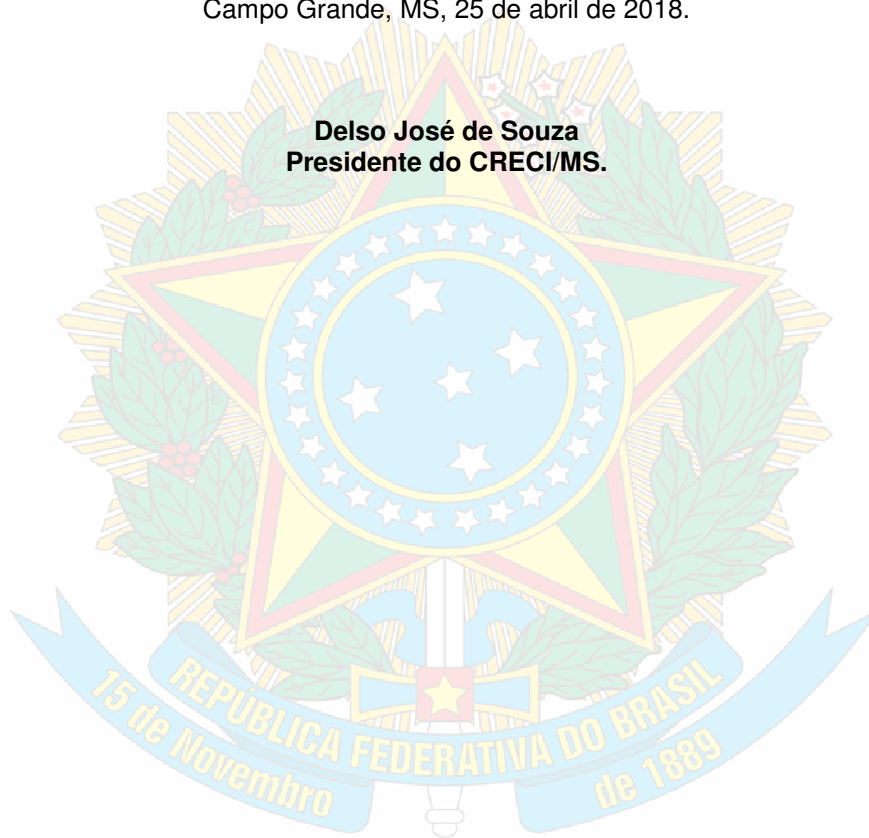 Campo Grande, MS, 25 de abril de 2018.
Delso José de Souza
Presidente do CRECI/MS.
REPÚBLICA FEDERATIVA DO BRASIL
15 de Novembro
de 1889